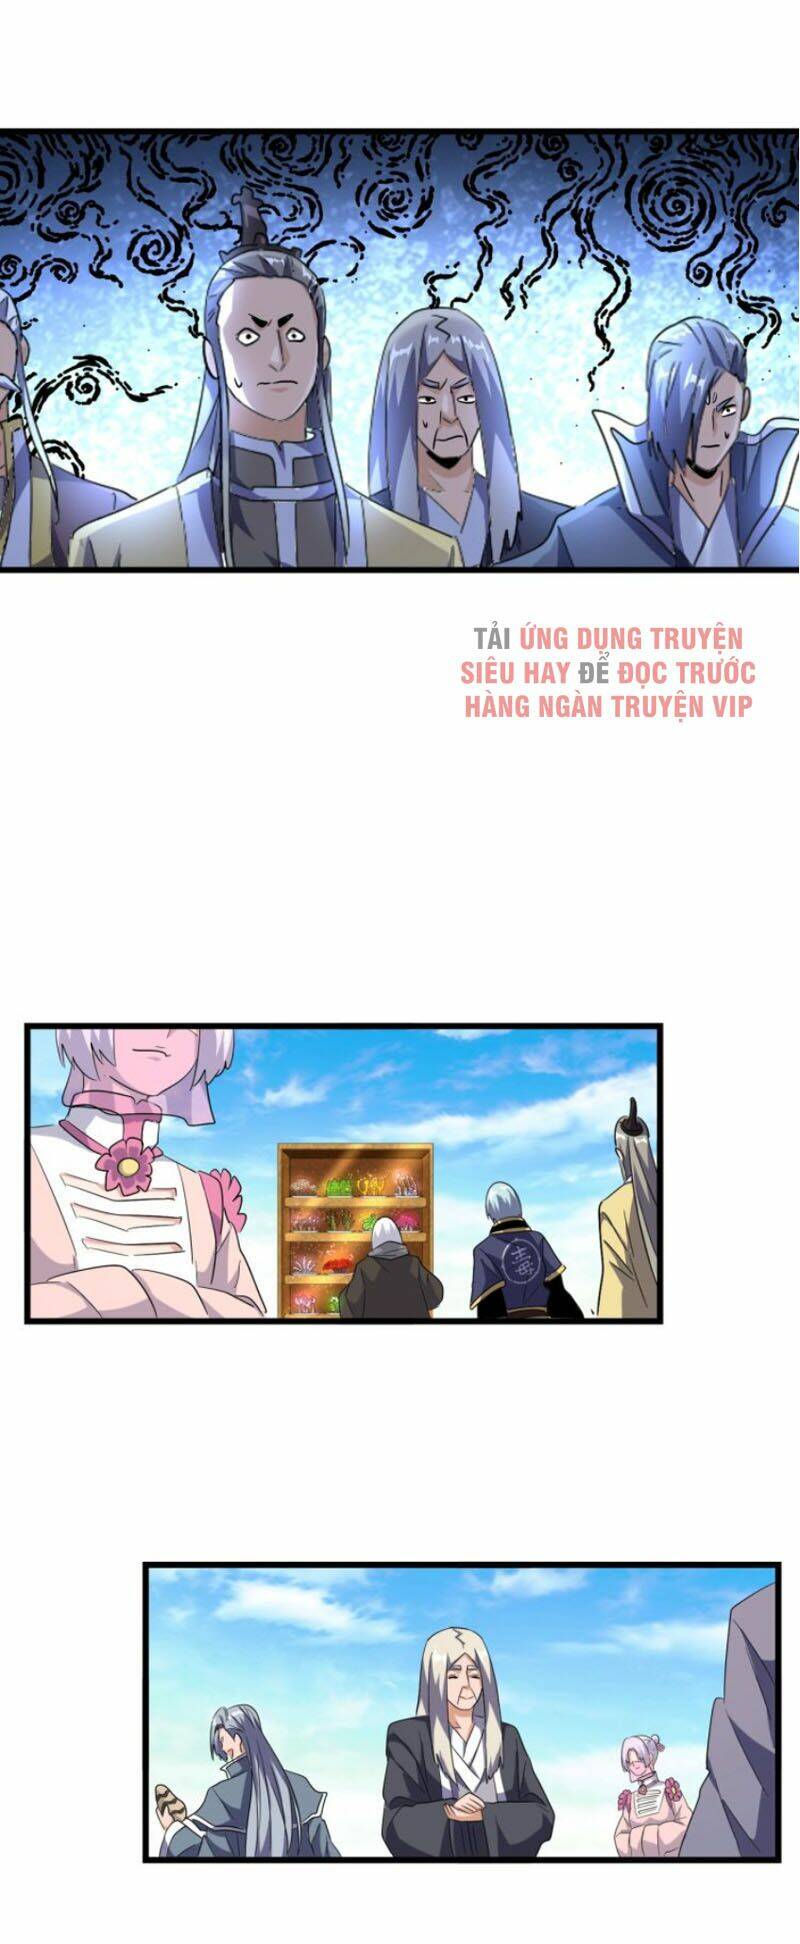 TẢI ỨNG DỤNG TRUYỆN
SIÊU HAY ĐỂ ĐỌC TRƯỚC
HÀNG NGÀN TRUYỆN VIP